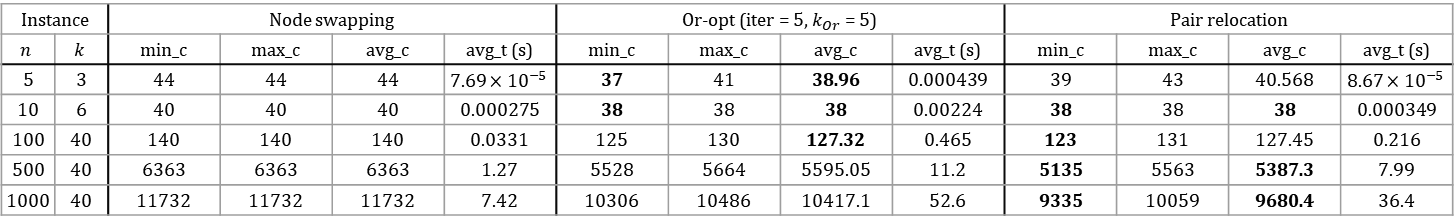 Instance Node swapping Or-opt (iter = 5, k_Or = 5) Pair relocation
n k min_c max_c avg_c avg_t (s) min_c max_c avg_c avg_t (s) min_c max_c avg_c avg_t (s)
5 3 44 44 44 7.69 × 10⁻⁵ 37 41 38.96 0.000439 39 43 40.568 8.67 × 10⁻⁵
10 6 40 40 40 0.000275 38 38 38 0.00224 38 38 38 0.000349
100 40 140 140 140 0.0331 125 130 127.32 0.465 123 131 127.45 0.216
500 40 6363 6363 6363 1.27 5528 5664 5595.05 11.2 5135 5563 5387.3 7.99
1000 40 11732 11732 11732 7.42 10306 10486 10417.1 52.6 9335 10059 9680.4 36.4